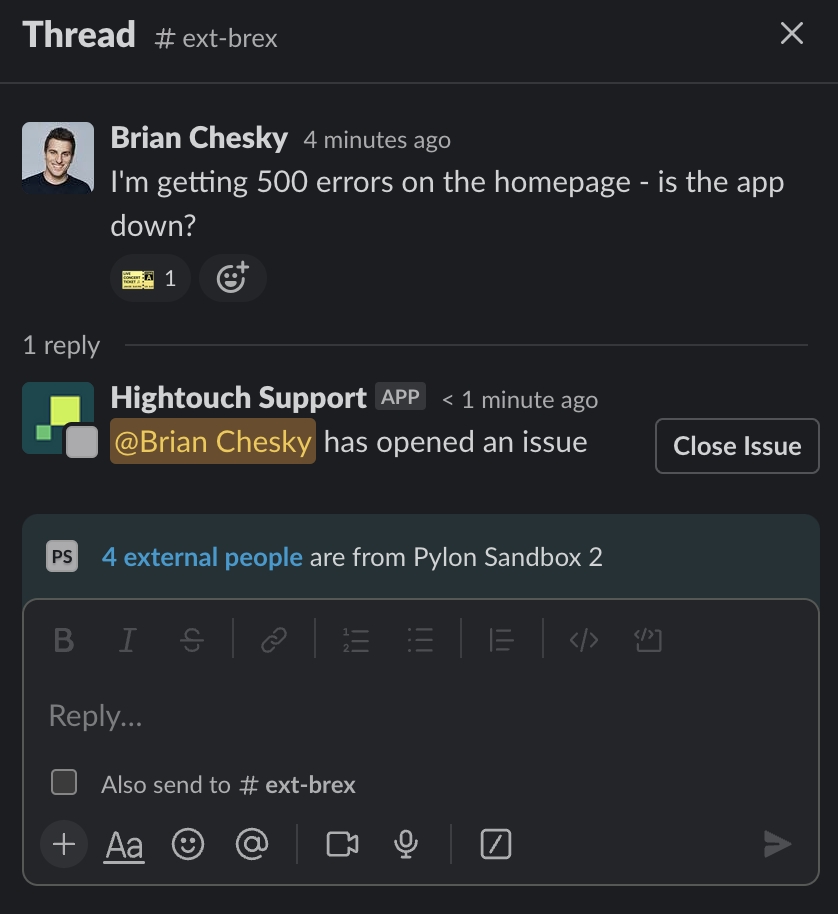 Thread # ext-brex
Brian Chesky 4 minutes ago
I'm getting 500 errors on the homepage - is the app
down?
1
1 reply
Hightouch Support APP < 1 minute ago
@Brian Chesky has opened an issue
Close Issue
PS 4 external people are from Pylon Sandbox 2
B I S
Reply...
Also send to # ext-brex
Aa @